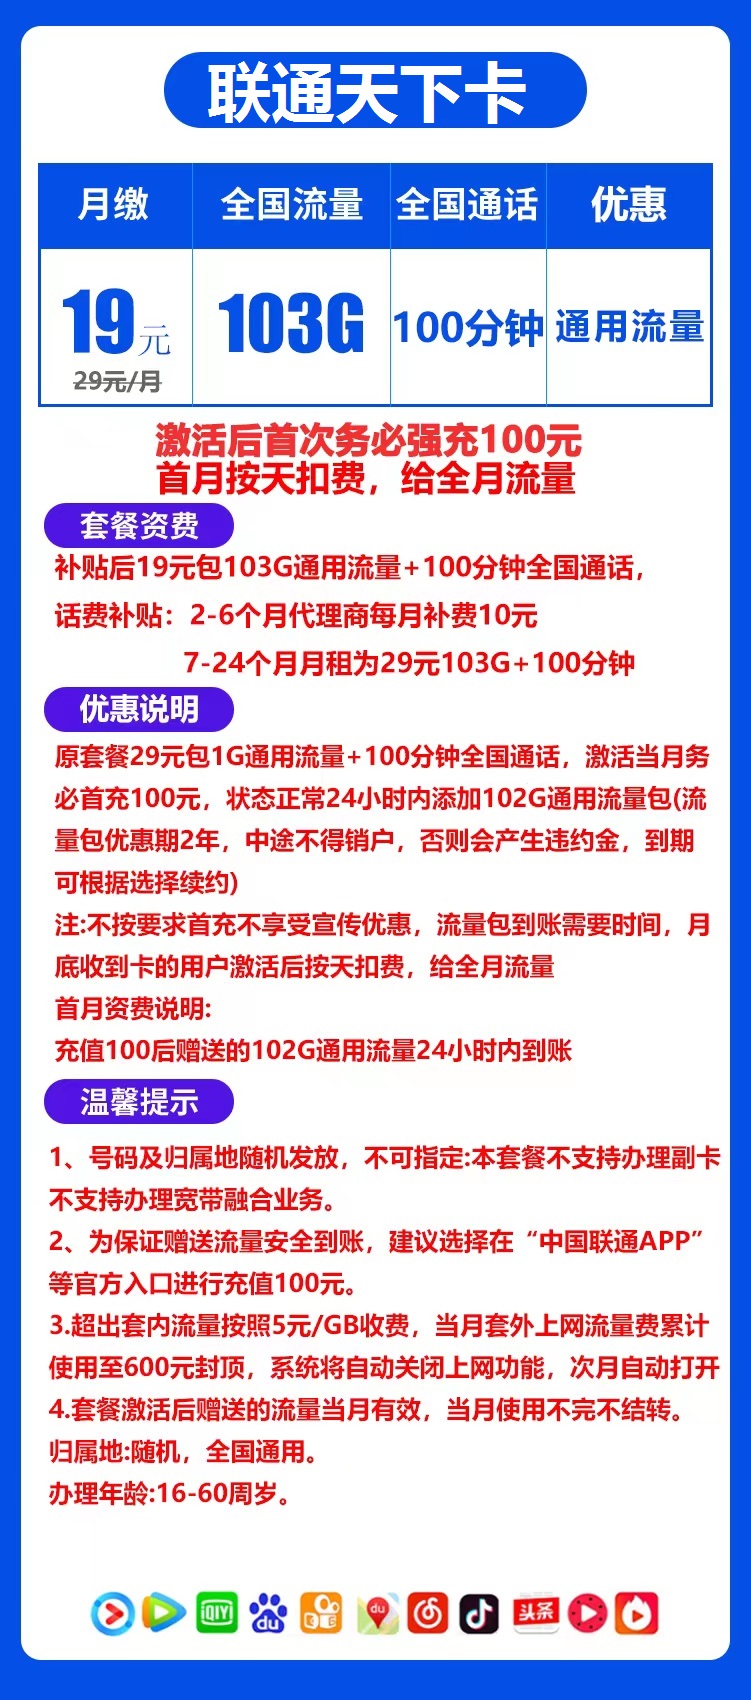 联通天下卡
月缴 全国流量 全国通话 优惠
19元 103G 100分钟 通用流量
29元/月
激活后首次务必强充100元
首月按天扣费，给全月流量
套餐资费
补贴后19元包103G通用流量+100分钟全国通话，
话费补贴：2-6个月代理商每月补费10元
7-24个月月租为29元103G+100分钟
优惠说明
原套餐29元包1G通用流量+100分钟全国通话，激活当月务
必首充100元，状态正常24小时内添加102G通用流量包(流
量包优惠期2年，中途不得销户，否则会产生违约金，到期
可根据选择续约)
注:不按要求首充不享受宣传优惠，流量包到账需要时间，月
底收到卡的用户激活后按天扣费，给全月流量
首月资费说明:
充值100后赠送的102G通用流量24小时内到账
温馨提示
1、号码及归属地随机发放，不可指定:本套餐不支持办理副卡
不支持办理宽带融合业务。
2、为保证赠送流量安全到账，建议选择在“中国联通APP”
等官方入口进行充值100元。
3.超出套内流量按照5元/GB收费，当月套外上网流量费累计
使用至600元封顶，系统将自动关闭上网功能，次月自动打开
4.套餐激活后赠送的流量当月有效，当月使用不完不结转。
归属地:随机，全国通用。
办理年龄:16-60周岁。
iQIYI du du 头条